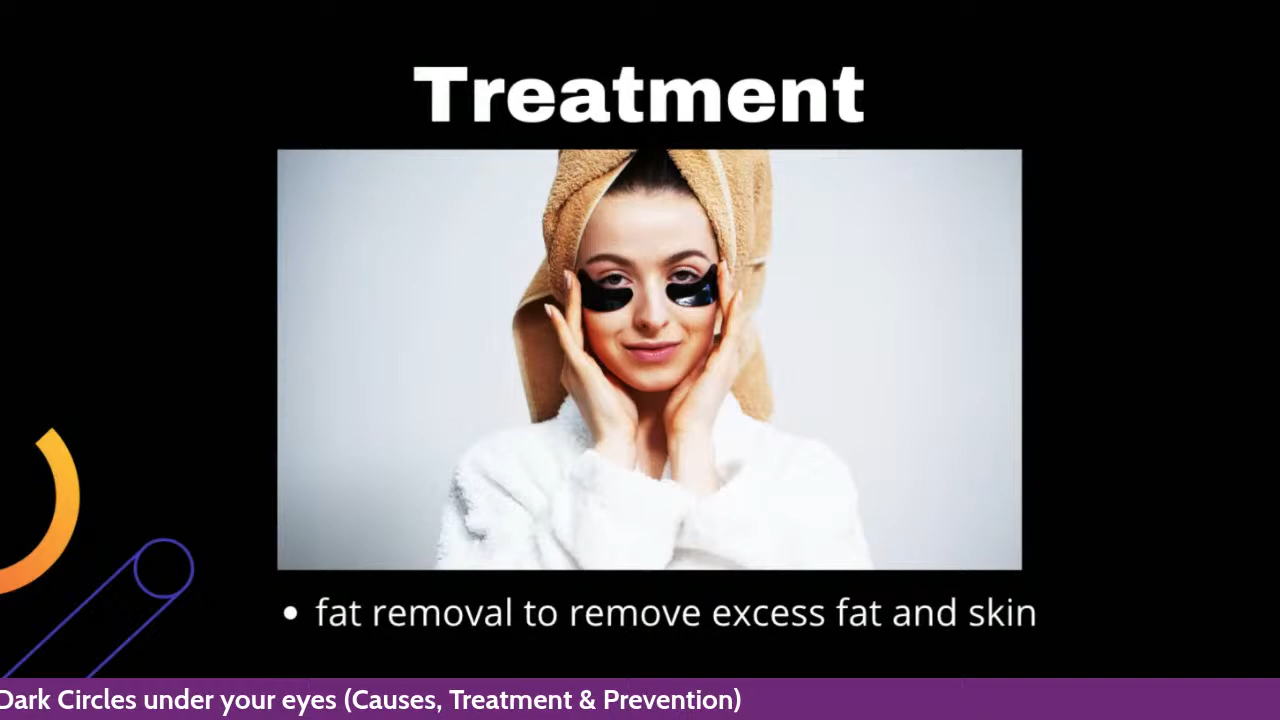 Treatment
• fat removal to remove excess fat and skin
Dark Circles under your eyes (Causes, Treatment & Prevention)